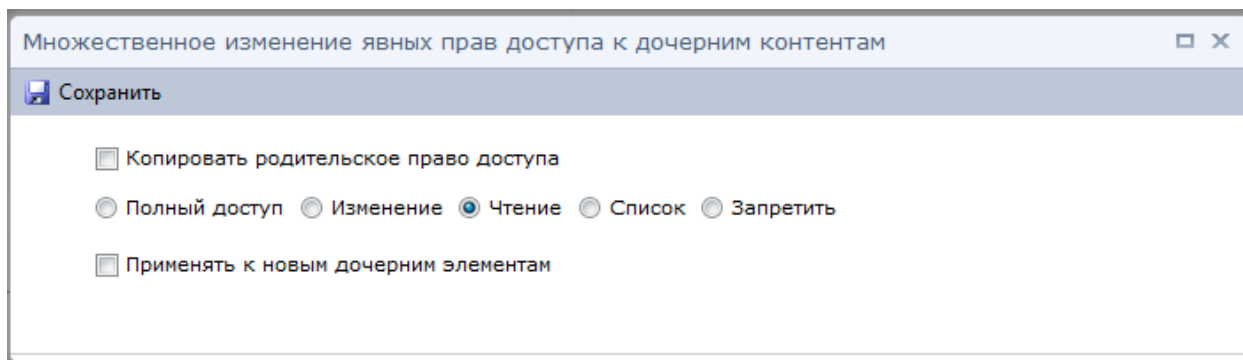 Множественное изменение явных прав доступа к дочерним контентам
Сохранить
Копировать родительское право доступа
Полный доступ Изменение Чтение Список Запретить
Применять к новым дочерним элементам